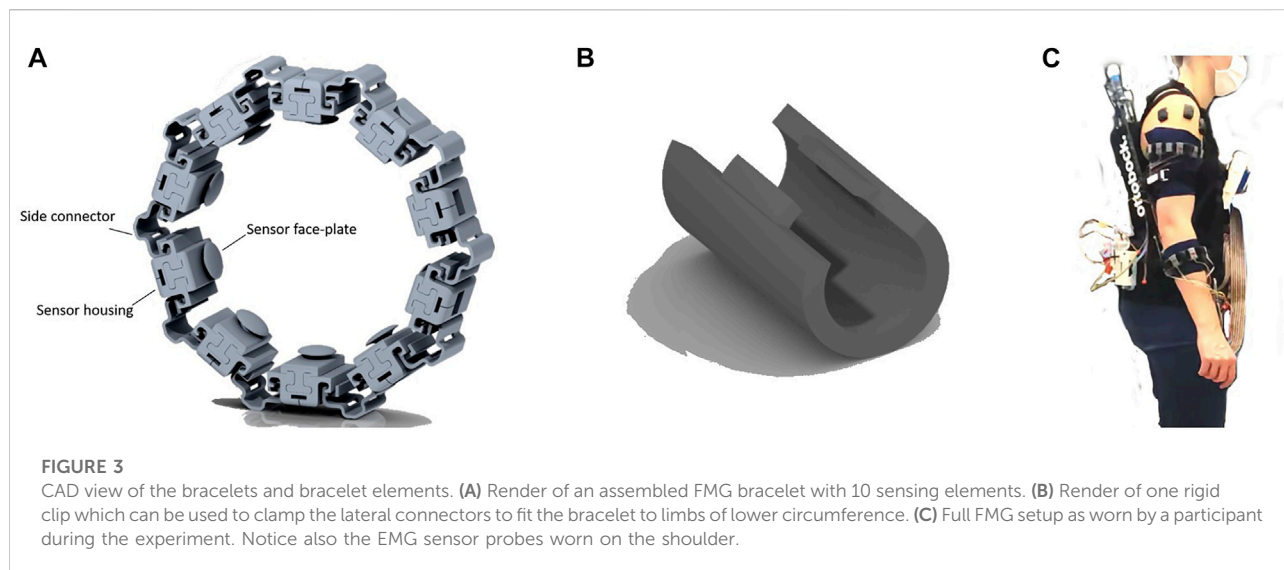 A
B
C
Side connector
Sensor face-plate
Sensor housing
ottobock.
FIGURE 3
CAD view of the bracelets and bracelet elements. (A) Render of an assembled FMG bracelet with 10 sensing elements. (B) Render of one rigid
clip which can be used to clamp the lateral connectors to fit the bracelet to limbs of lower circumference. (C) Full FMG setup as worn by a participant
during the experiment. Notice also the EMG sensor probes worn on the shoulder.